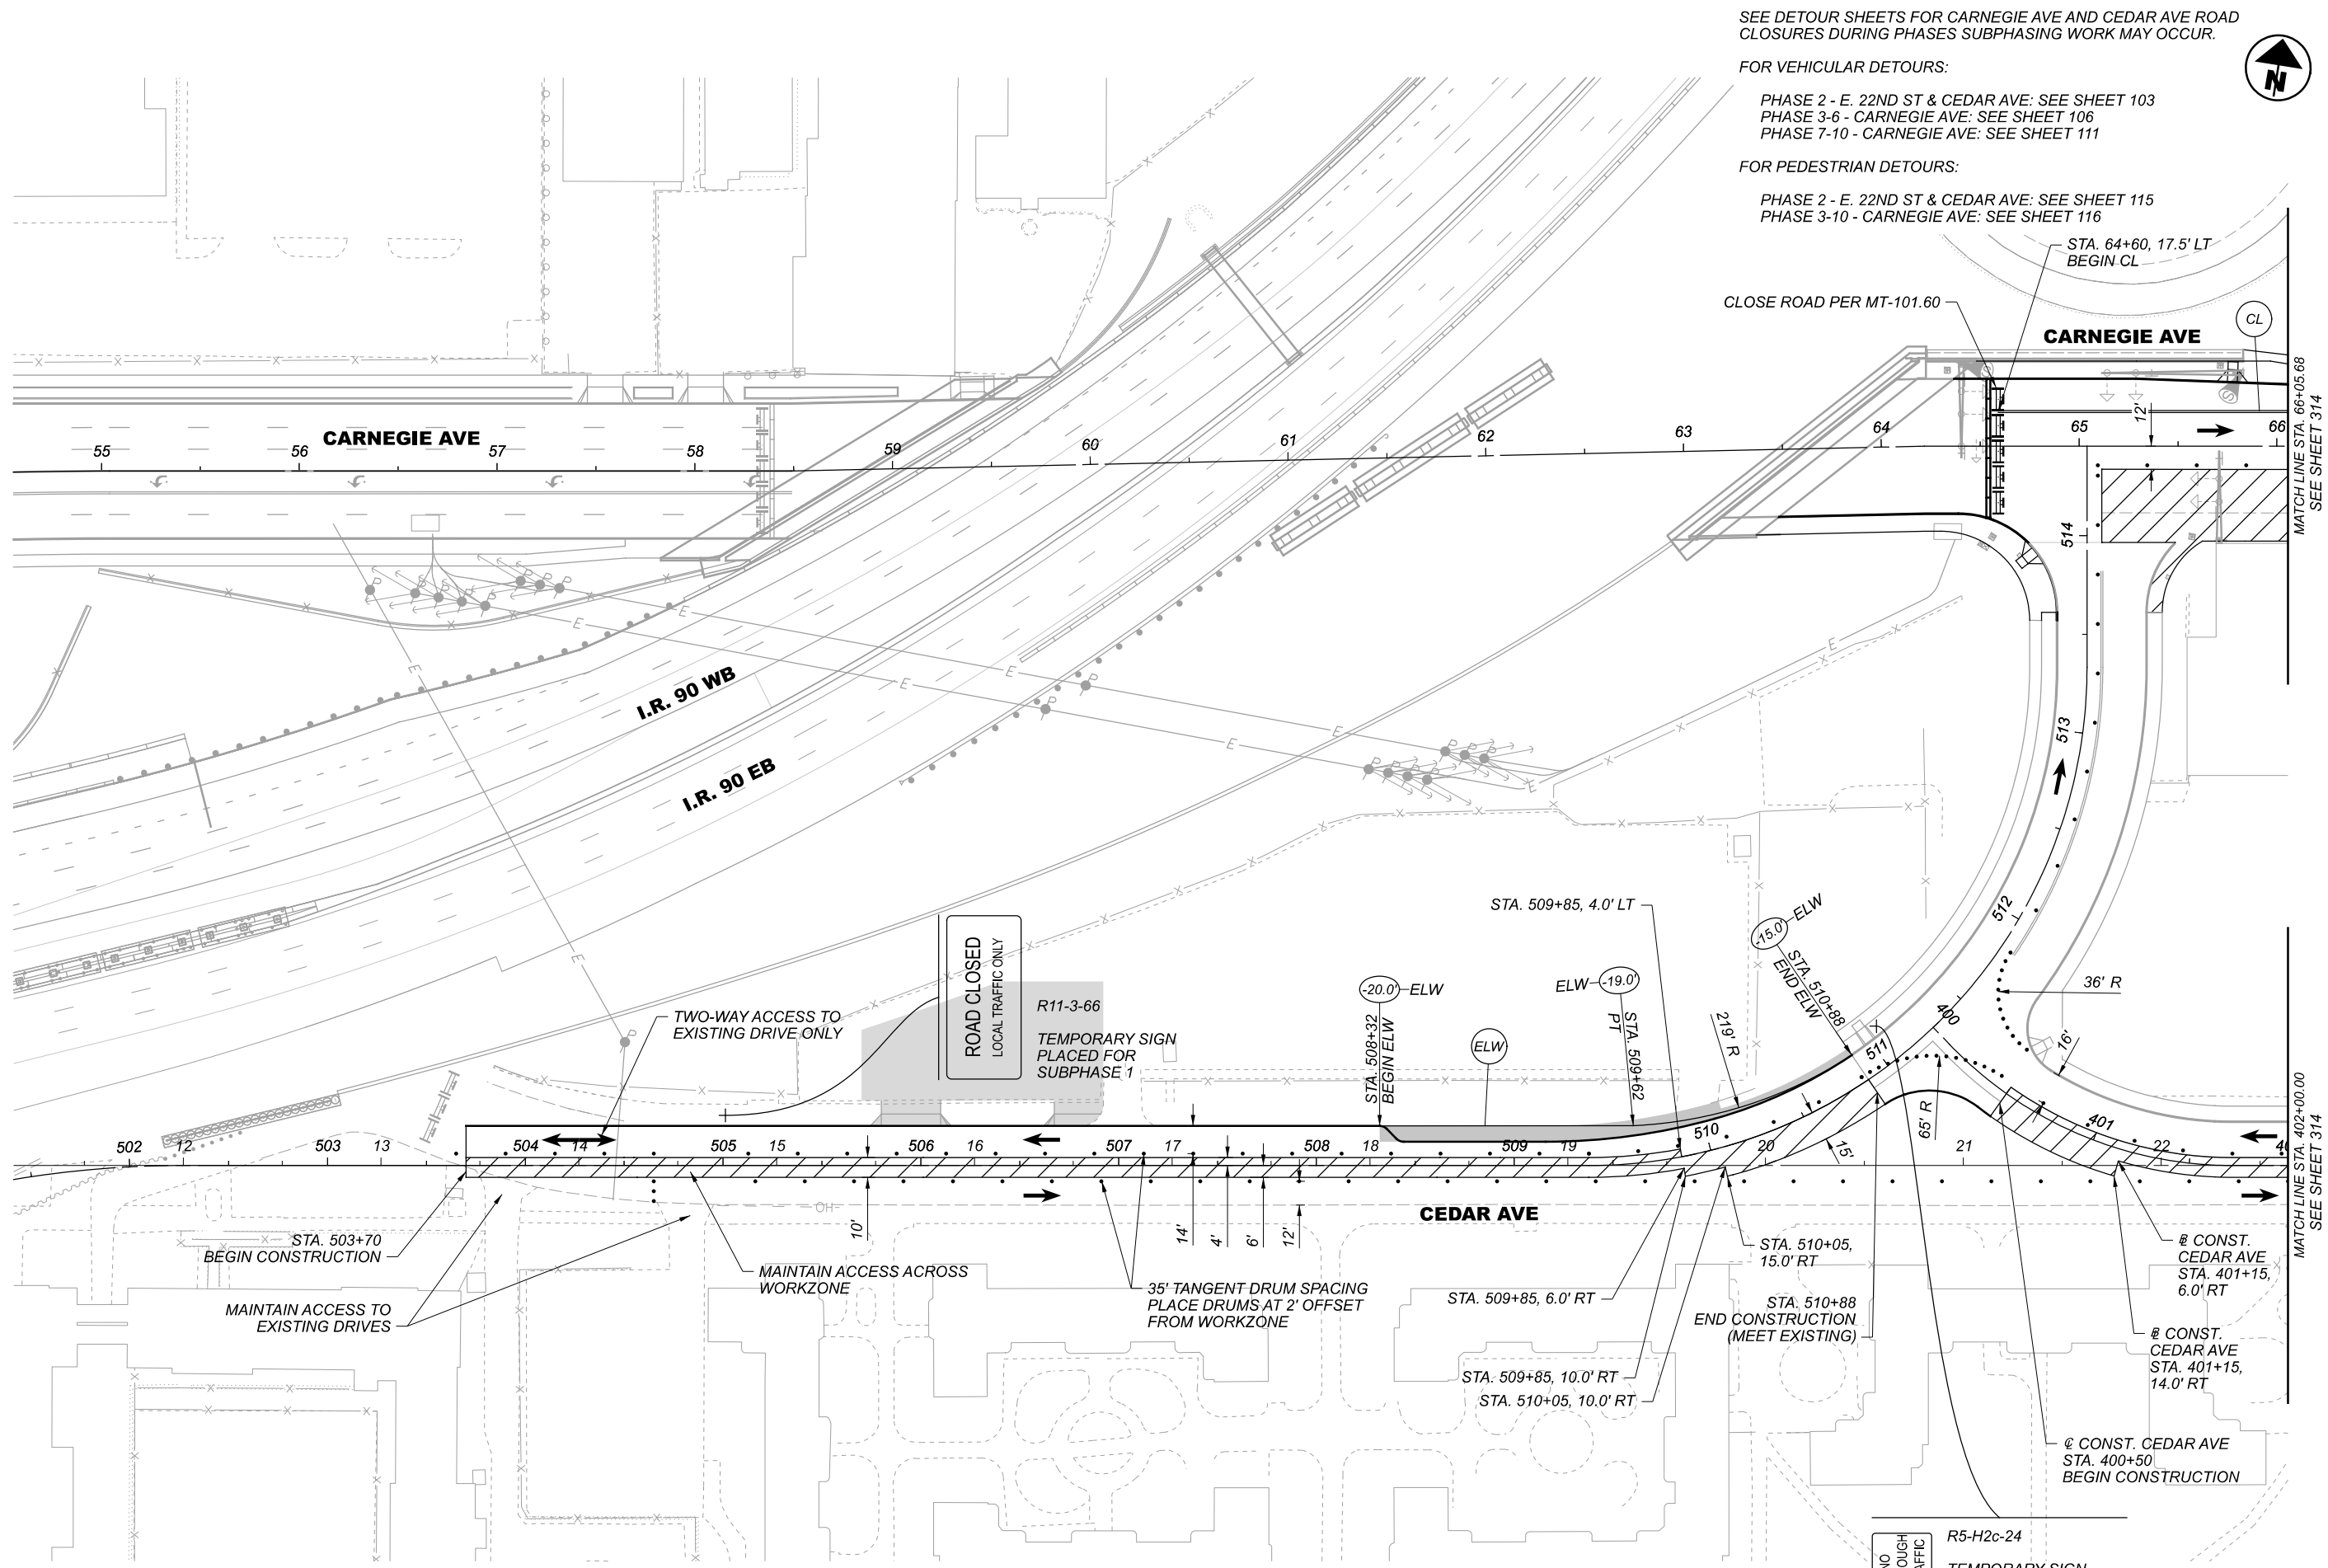 SEE DETOUR SHEETS FOR CARNEGIE AVE AND CEDAR AVE ROAD
CLOSURES DURING PHASES SUBPHASING WORK MAY OCCUR.
FOR VEHICULAR DETOURS:
PHASE 2 - E. 22ND ST & CEDAR AVE: SEE SHEET 103
PHASE 3-6 - CARNEGIE AVE: SEE SHEET 106
PHASE 7-10 - CARNEGIE AVE: SEE SHEET 111
FOR PEDESTRIAN DETOURS:
PHASE 2 - E. 22ND ST & CEDAR AVE: SEE SHEET 115
PHASE 3-10 - CARNEGIE AVE: SEE SHEET 116
N
STA. 64+60, 17.5' LT
BEGIN CL
CLOSE ROAD PER MT-101.60
CARNEGIE AVE
CL
MATCH LINE STA. 66+05.68
SEE SHEET 314
12'
CARNEGIE AVE
55 56 57 58 59 60 61 62 63 64 65 66
514
513
512
I.R. 90 WB
I.R. 90 EB
E E E E E E E E
STA. 509+85, 4.0' LT
-15.0' ELW
STA. 510+88
END ELW
36' R
16'
400
511
ROAD CLOSED
LOCAL TRAFFIC ONLY
R11-3-66
TEMPORARY SIGN
PLACED FOR
SUBPHASE 1
TWO-WAY ACCESS TO
EXISTING DRIVE ONLY
-20.0' ELW
STA. 508+32
BEGIN ELW
ELW
ELW -19.0'
STA. 509+62
PT
219' R
65' R
15'
401
502 12 503 13 504 14 505 15 506 16 507 17 508 18 509 19 510 20 21 22 40
MATCH LINE STA. 402+00.00
SEE SHEET 314
OH
CEDAR AVE
10'
14'
4'
6'
12'
STA. 503+70
BEGIN CONSTRUCTION
MAINTAIN ACCESS TO
EXISTING DRIVES
MAINTAIN ACCESS ACROSS
WORKZONE
35' TANGENT DRUM SPACING
PLACE DRUMS AT 2' OFFSET
FROM WORKZONE
STA. 509+85, 6.0' RT
STA. 510+05,
15.0' RT
STA. 510+88
END CONSTRUCTION
(MEET EXISTING)
STA. 509+85, 10.0' RT
STA. 510+05, 10.0' RT
℄ CONST.
CEDAR AVE
STA. 401+15,
6.0' RT
℄ CONST.
CEDAR AVE
STA. 401+15,
14.0' RT
℄ CONST. CEDAR AVE
STA. 400+50
BEGIN CONSTRUCTION
R5-H2c-24
NO